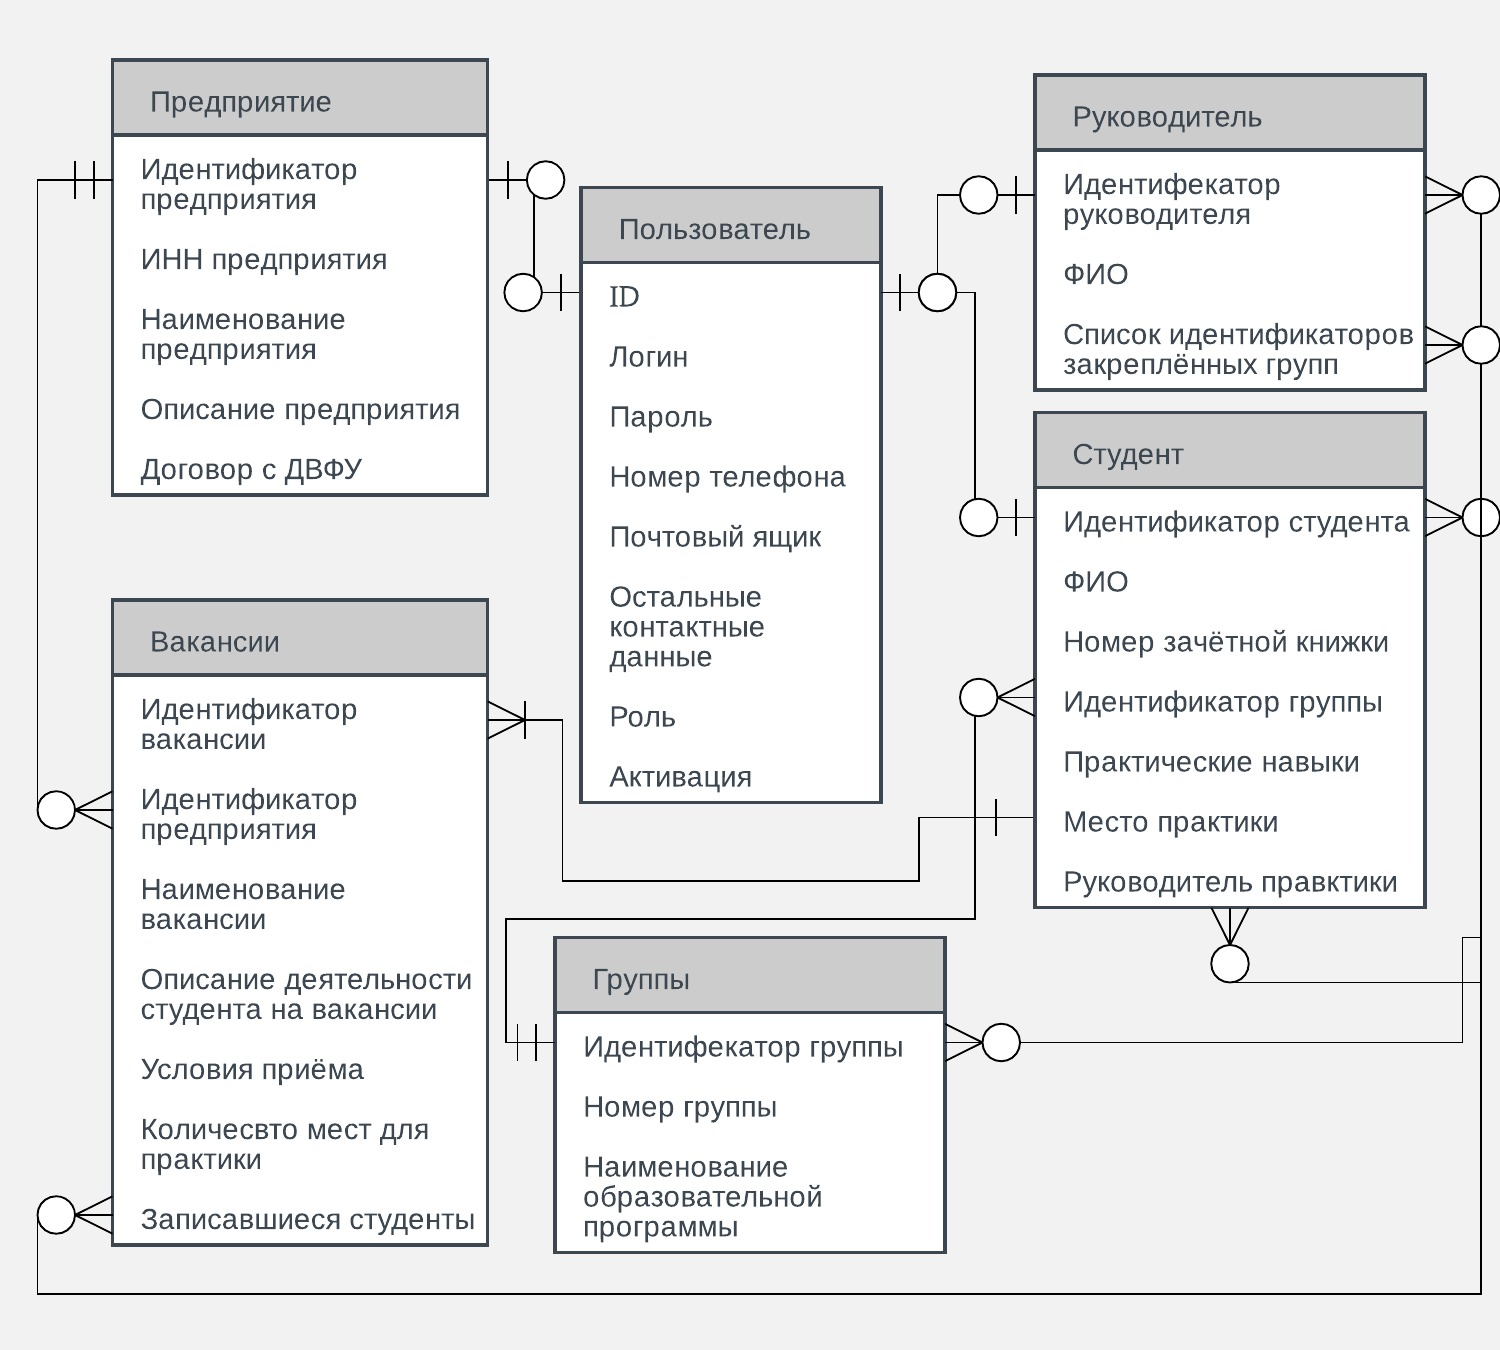 Предприятие
Идентификатор
предприятия
ИНН предприятия
Наименование
предприятия
Описание предприятия
Договор с ДВФУ
Пользователь
ID
Логин
Пароль
Номер телефона
Почтовый ящик
Остальные
контактные
данные
Роль
Активация
Руководитель
Идентифекатор
руководителя
ФИО
Список идентификаторов
закреплённых групп
Студент
Идентификатор студента
ФИО
Номер зачётной книжки
Идентификатор группы
Практические навыки
Место практики
Руководитель правктики
Вакансии
Идентификатор
вакансии
Идентификатор
предприятия
Наименование
вакансии
Описание деятельности
студента на вакансии
Условия приёма
Количесвто мест для
практики
Записавшиеся студенты
Группы
Идентифекатор группы
Номер группы
Наименование
образовательной
программы